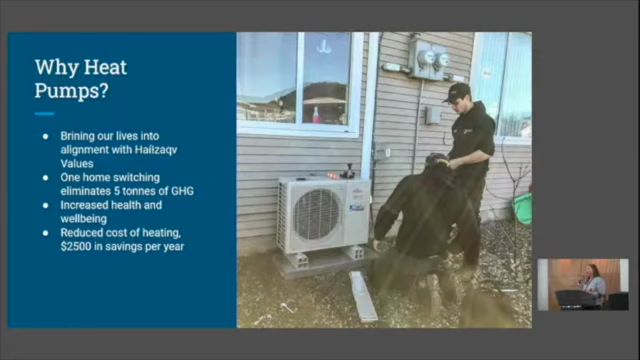 Why Heat
Pumps?
● Brining our lives into
alignment with Haíɫzaqv
Values
● One home switching
eliminates 5 tonnes of GHG
● Increased health and
wellbeing
● Reduced cost of heating,
$2500 in savings per year